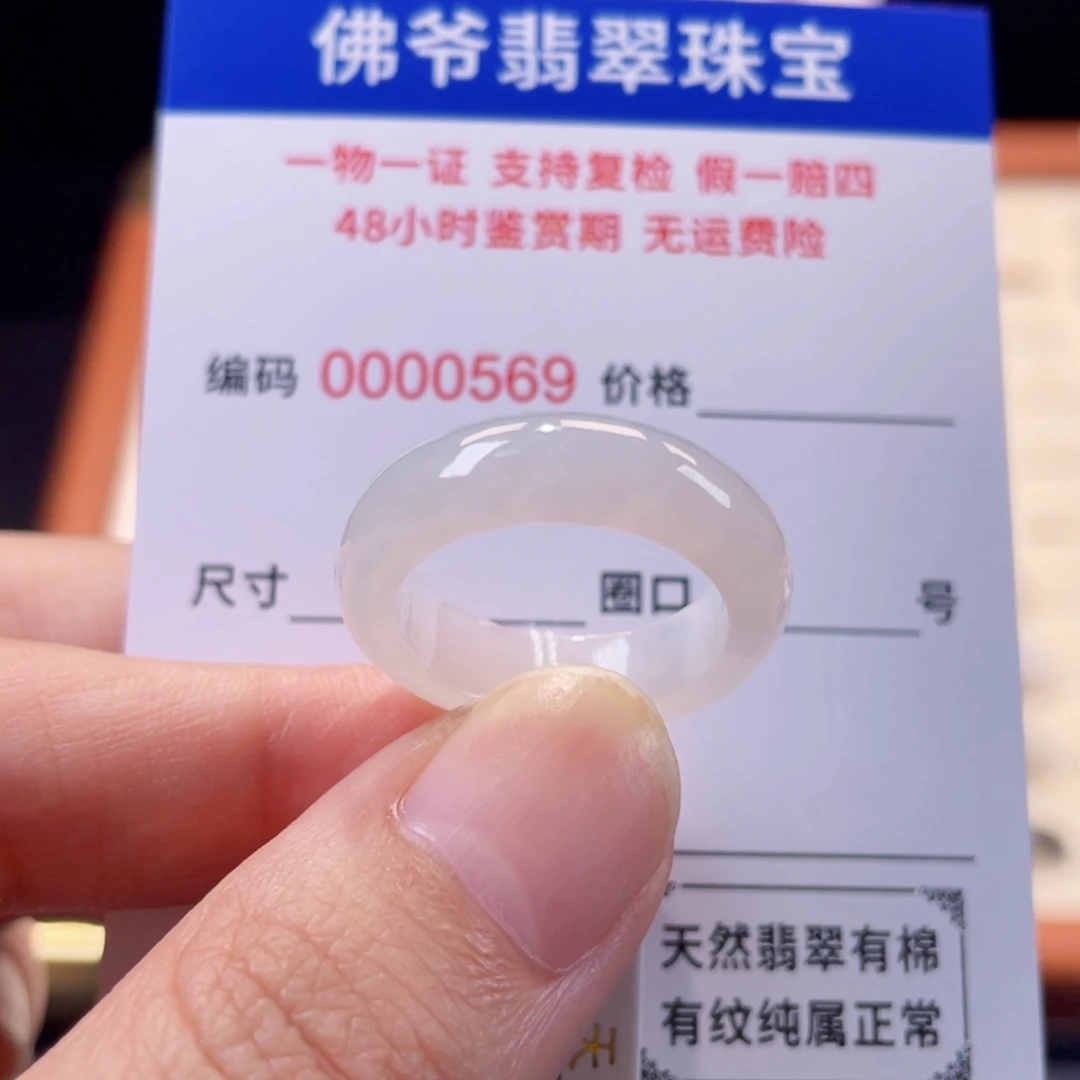 佛爷翡翠珠宝
一物一证 支持复检 假一赔四
48小时鉴赏期 无运费险
编码 0000569 价格
尺寸 圈口 号
天然翡翠有棉
有纹纯属正常
天